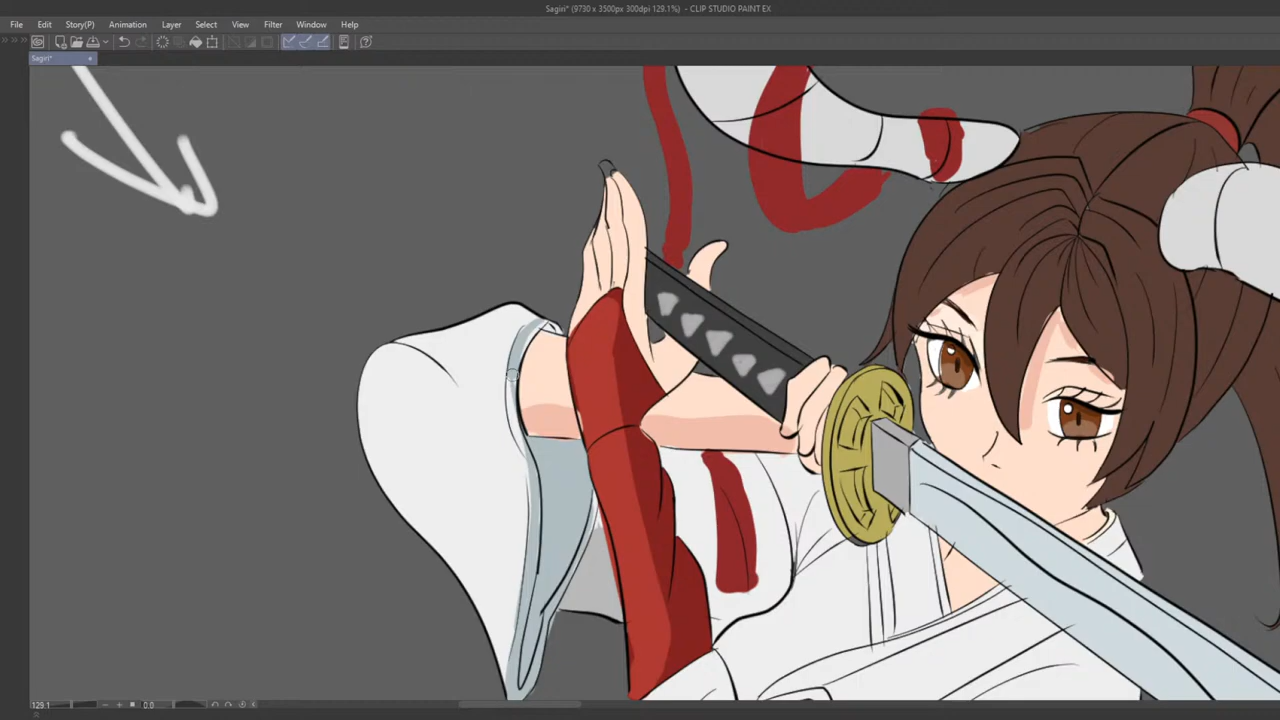 Sagiri* (9730 x 3500px 300dpi 129.1%) - CLIP STUDIO PAINT EX
File Edit Story(P) Animation Layer Select View Filter Window Help
Sagiri*
129.1 0.0